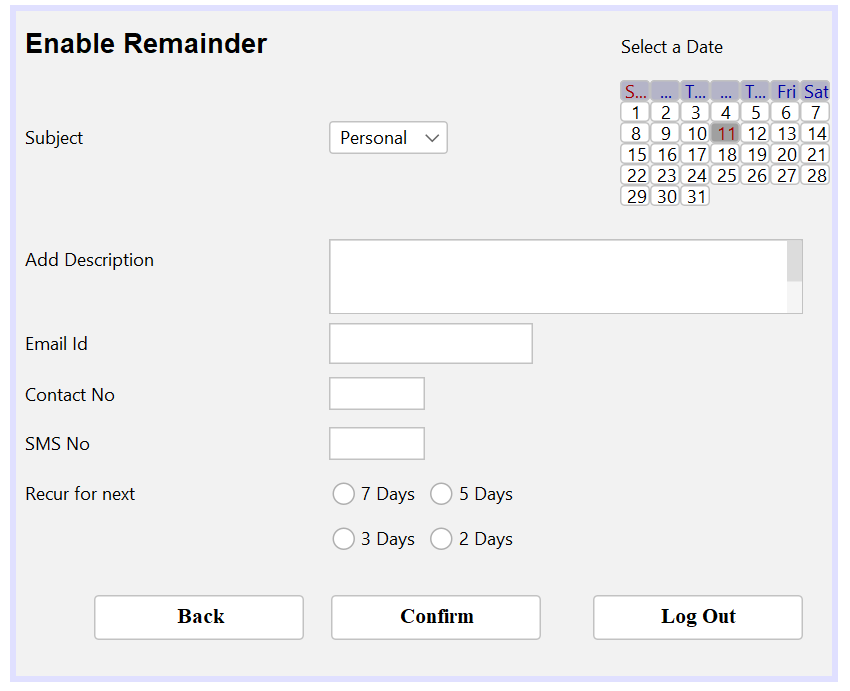 Enable Remainder
Select a Date
S... ... T... ... T... Fri Sat
1 2 3 4 5 6 7
8 9 10 11 12 13 14
15 16 17 18 19 20 21
22 23 24 25 26 27 28
29 30 31
Subject
Personal
Add Description
Email Id
Contact No
SMS No
Recur for next
7 Days 5 Days
3 Days 2 Days
Back Confirm Log Out